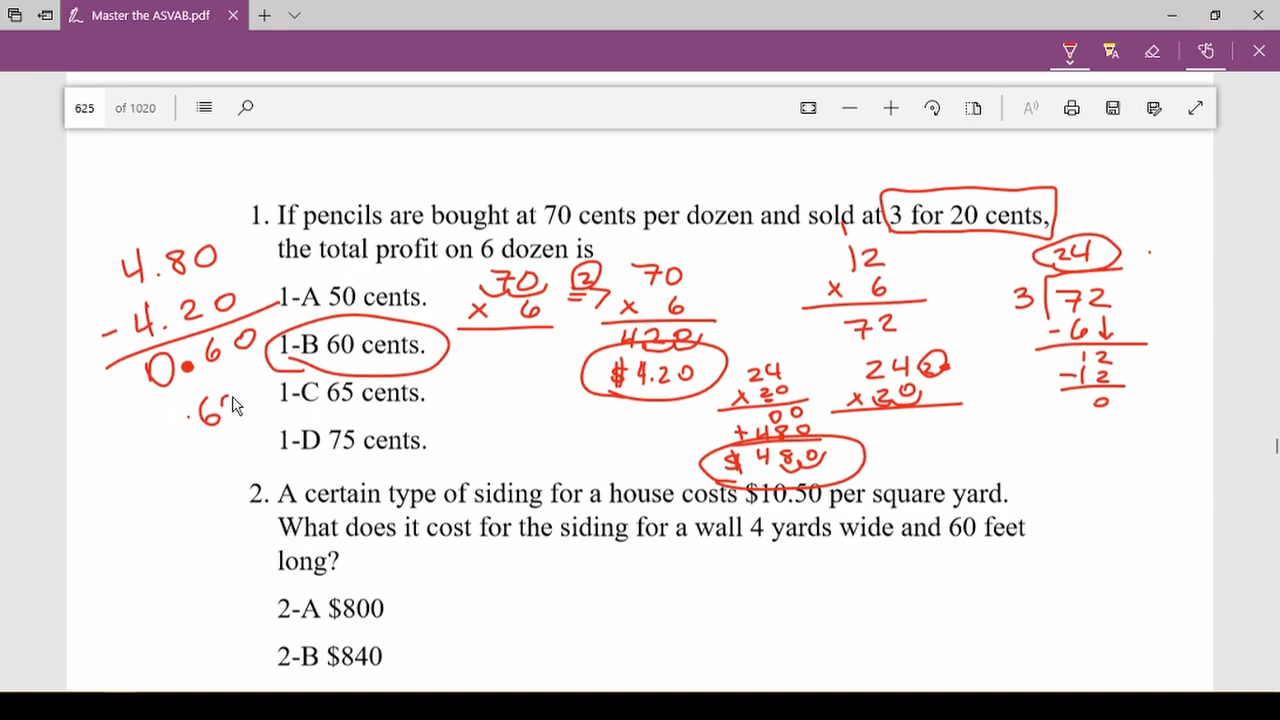 Master the ASVAB.pdf
625 of 1020
1. If pencils are bought at 70 cents per dozen and sold at 3 for 20 cents,
the total profit on 6 dozen is
1-A 50 cents.
1-B 60 cents.
1-C 65 cents.
1-D 75 cents.
4.80
- 4.20
0.60
.6
70
x 6
2
70
x 6
420
$4.20
1
12
x 6
72
24
3 72
-6
12
-12
0
24
x 20
00
+480
$480
24 2
x 20
2. A certain type of siding for a house costs $10.50 per square yard.
What does it cost for the siding for a wall 4 yards wide and 60 feet
long?
2-A $800
2-B $840